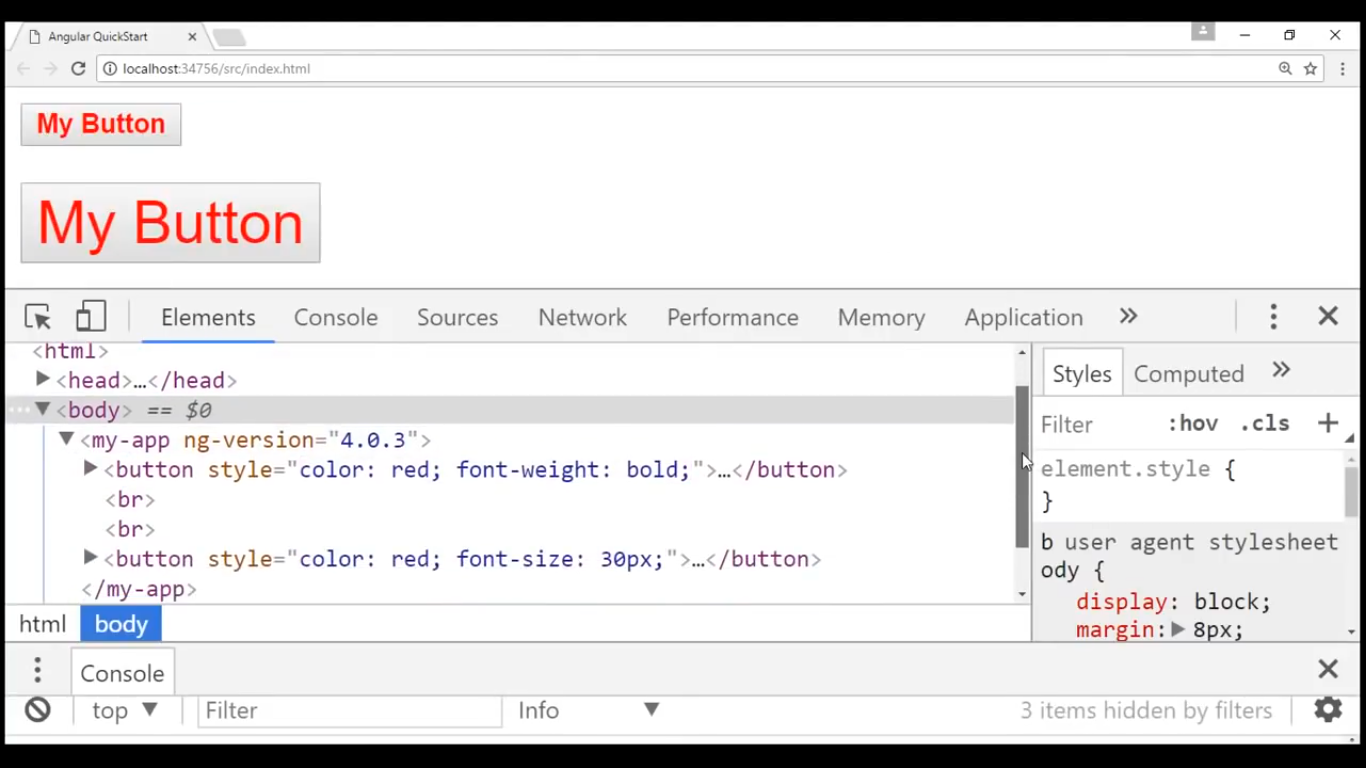 Angular QuickStart
localhost:34756/src/index.html
My Button
My Button
Elements Console Sources Network Performance Memory Application »
<html>
<head>…</head>
<body> == $0
<my-app ng-version="4.0.3">
<button style="color: red; font-weight: bold;">…</button>
<br>
<br>
<button style="color: red; font-size: 30px;">…</button>
</my-app>
html body
Styles Computed »
Filter :hov .cls +
element.style {
}
b user agent stylesheet
ody {
display: block;
margin: 8px;
Console
top Filter Info 3 items hidden by filters